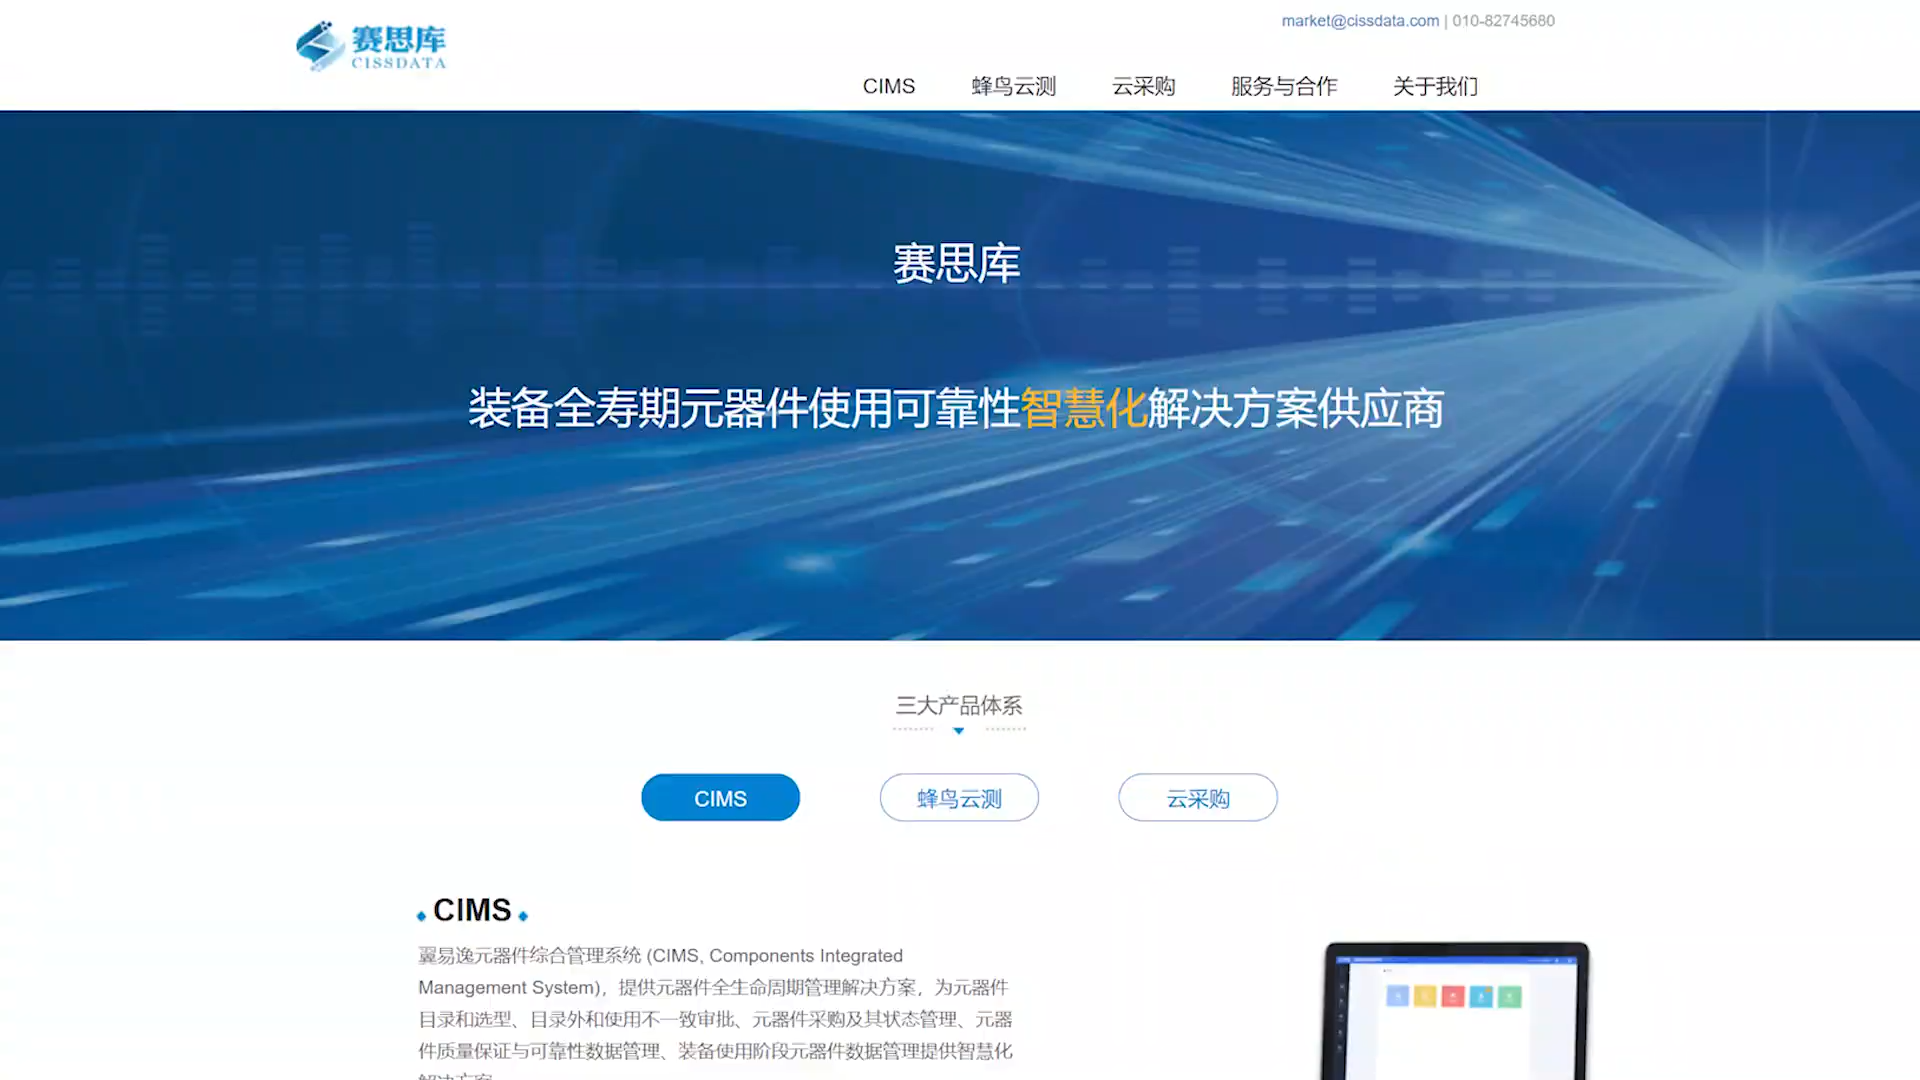 赛思库
CISSDATA
market@cissdata.com | 010-82745680
CIMS 蜂鸟云测 云采购 服务与合作 关于我们
赛思库
装备全寿期元器件使用可靠性智慧化解决方案供应商
三大产品体系
CIMS 蜂鸟云测 云采购
CIMS
翼易逸元器件综合管理系统 (CIMS, Components Integrated
Management System)，提供元器件全生命周期管理解决方案，为元器件
目录和选型、目录外和使用不一致审批、元器件采购及其状态管理、元器
件质量保证与可靠性数据管理、装备使用阶段元器件数据管理提供智慧化
解决方案